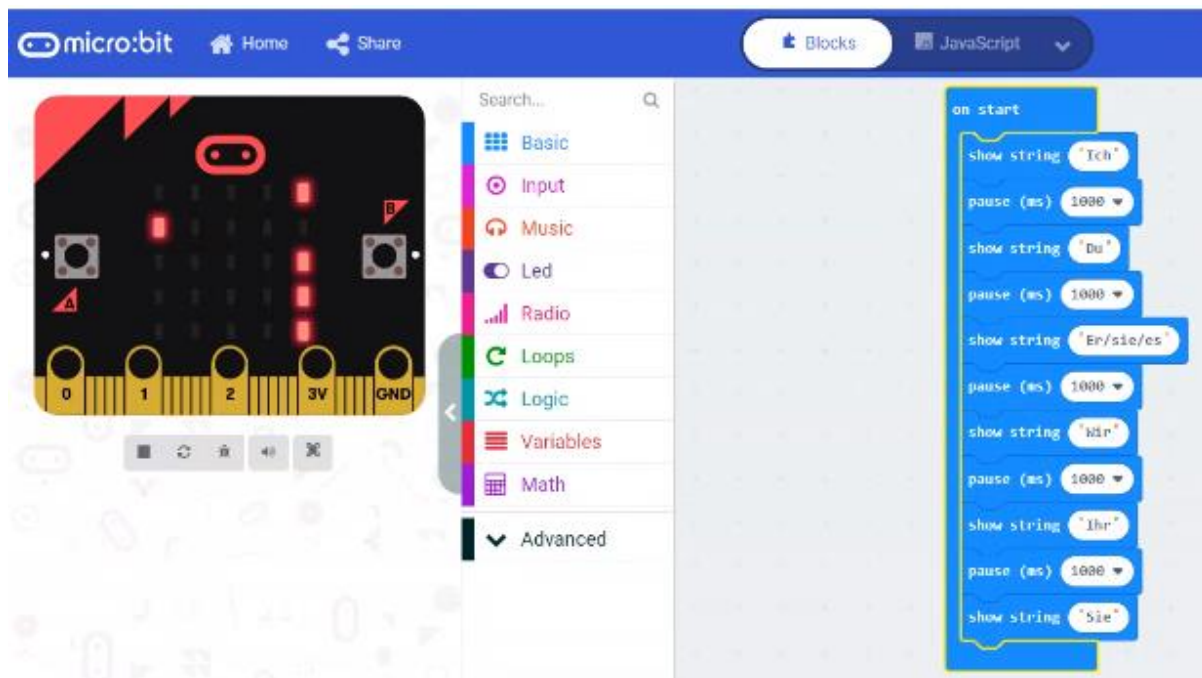 micro:bit Home Share Blocks JavaScript
Search...
Basic
Input
Music
Led
Radio
Loops
Logic
Variables
Math
Advanced
A
B
0 1 2 3V GND
on start
show string "Ich"
pause (ms) 1000
show string "Du"
pause (ms) 1000
show string "Er/sie/es"
pause (ms) 1000
show string "Wir"
pause (ms) 1000
show string "Ihr"
pause (ms) 1000
show string "Sie"